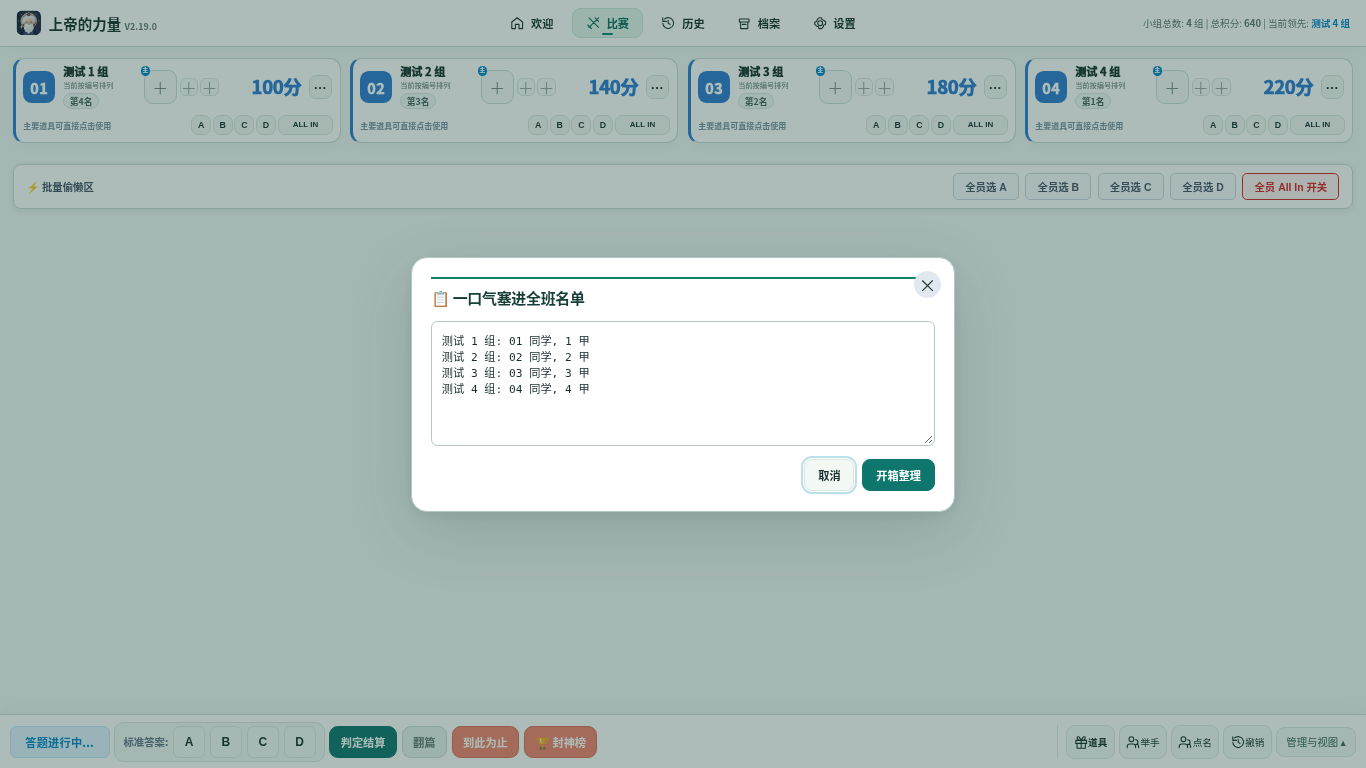 上帝的力量 V2.19.0
欢迎
比赛
历史
档案
设置
小组总数: 4 组 | 总积分: 640 | 当前领先: 测试 4 组
01
测试 1 组
当前按编号排列
第4名
主
100分
主要道具可直接点击使用
A B C D ALL IN
02
测试 2 组
当前按编号排列
第3名
主
140分
主要道具可直接点击使用
A B C D ALL IN
03
测试 3 组
当前按编号排列
第2名
主
180分
主要道具可直接点击使用
A B C D ALL IN
04
测试 4 组
当前按编号排列
第1名
主
220分
主要道具可直接点击使用
A B C D ALL IN
⚡ 批量偷懒区
全员选 A
全员选 B
全员选 C
全员选 D
全员 All In 开关
📋 一口气塞进全班名单
测试 1 组: 01 同学, 1 甲
测试 2 组: 02 同学, 2 甲
测试 3 组: 03 同学, 3 甲
测试 4 组: 04 同学, 4 甲
取消
开箱整理
答题进行中...
标准答案: A B C D
判定结算
翻篇
到此为止
🏆 封神榜
道具
举手
点名
撤销
管理与视图 ▴